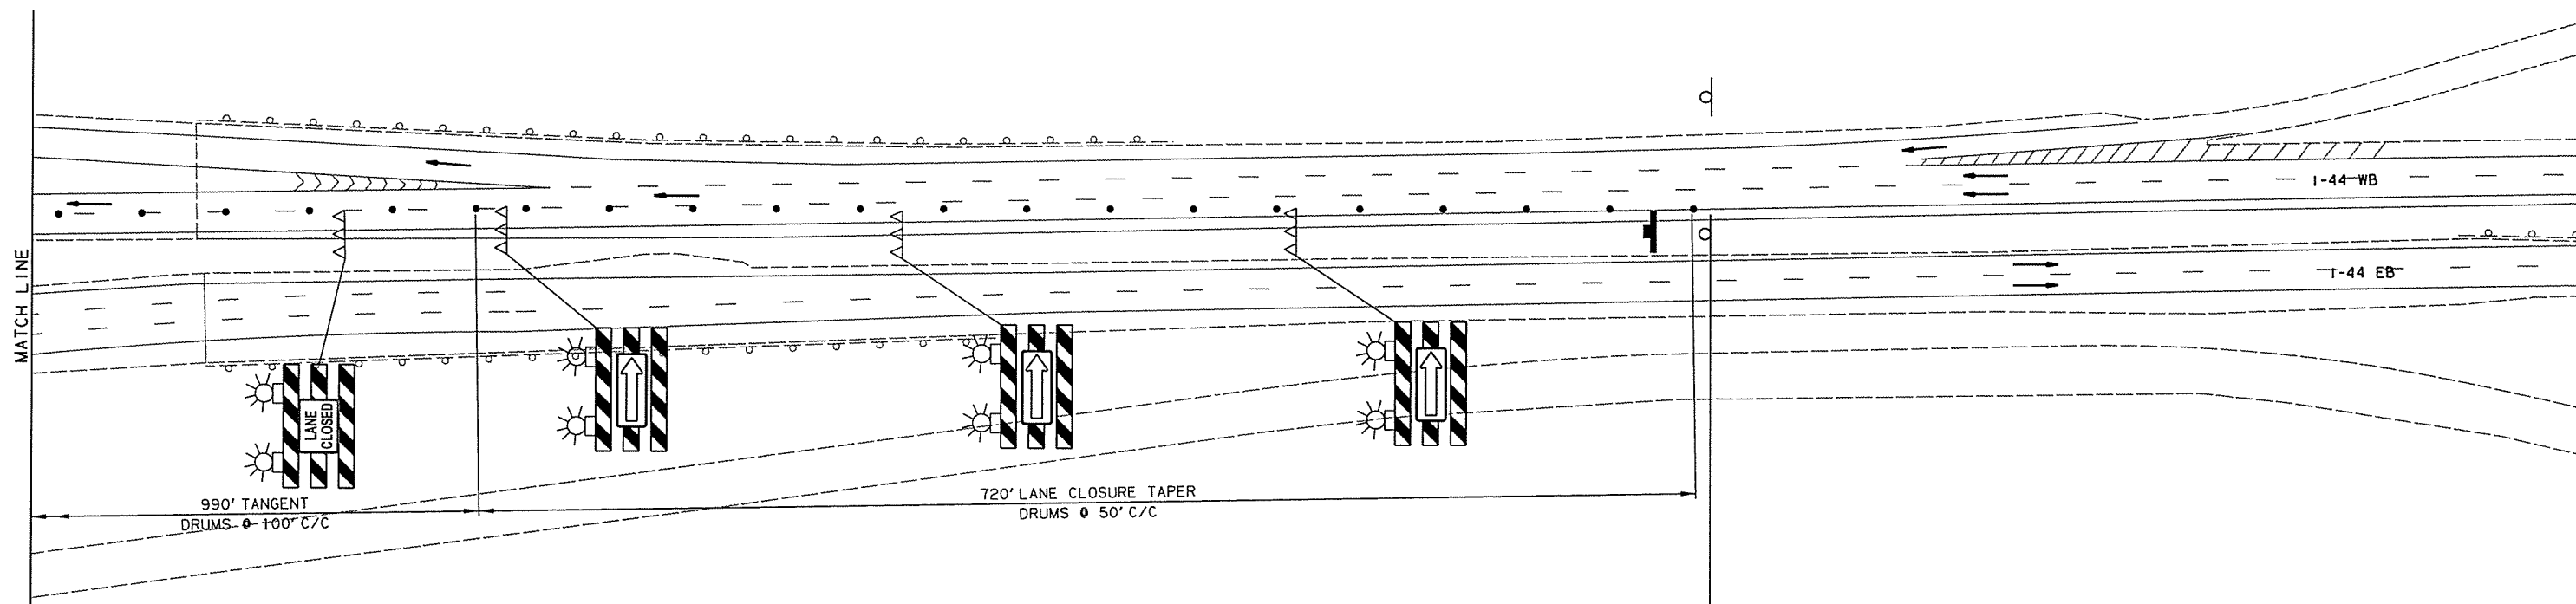 I-44 WB
I-44 EB
MATCH LINE
LANE
CLOSED
990' TANGENT
DRUMS @ 100' C/C
720' LANE CLOSURE TAPER
DRUMS @ 50' C/C